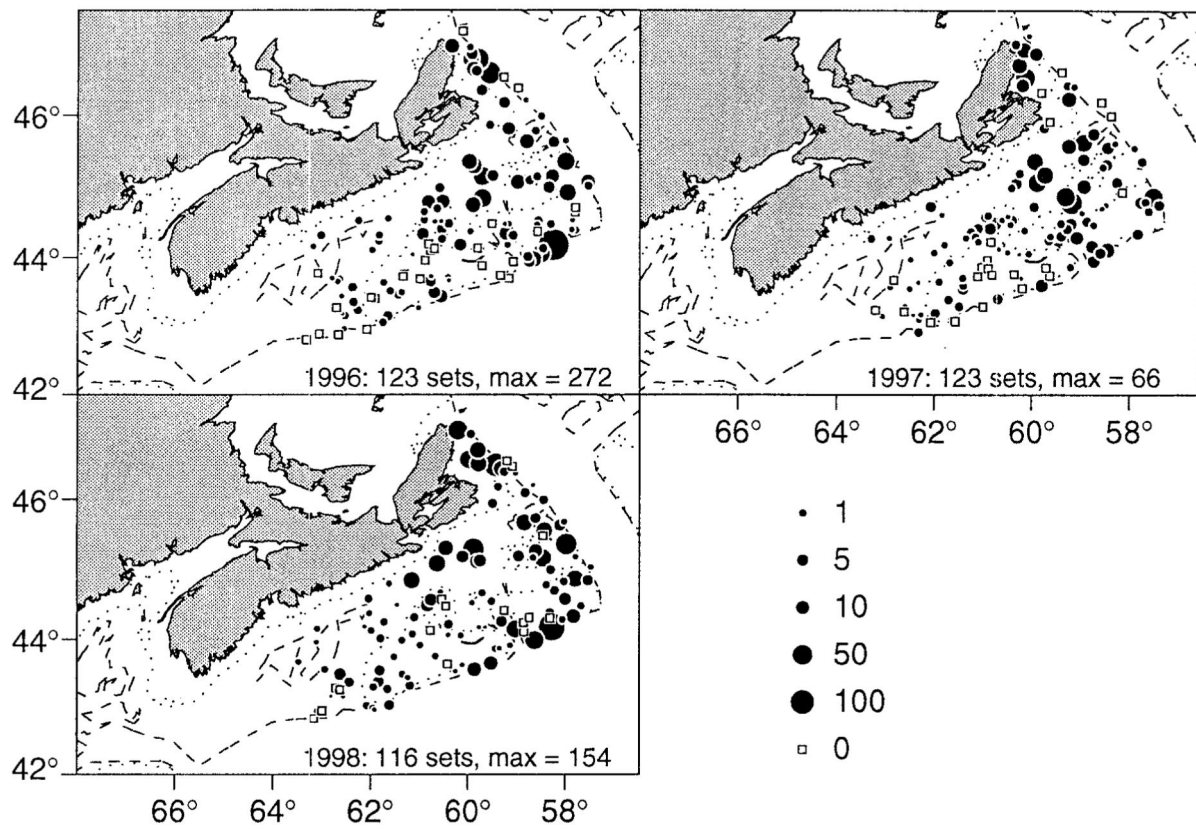 46°
44°
42°
1996: 123 sets, max = 272
1997: 123 sets, max = 66
66° 64° 62° 60° 58°
46°
44°
42°
1998: 116 sets, max = 154
66° 64° 62° 60° 58°
1
5
10
50
100
0